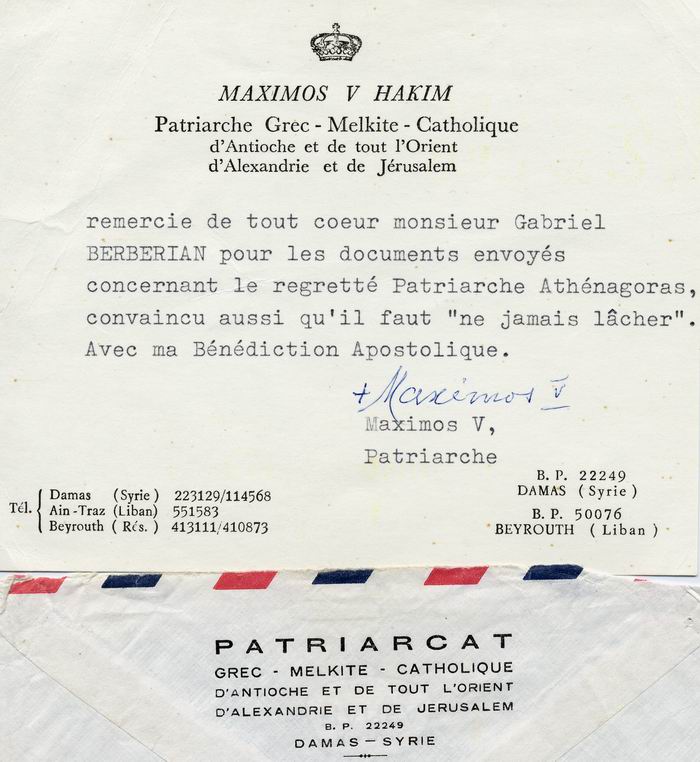 MAXIMOS V HAKIM
Patriarche Grec - Melkite - Catholique
d'Antioche et de tout l'Orient
d'Alexandrie et de Jérusalem
remercie de tout coeur monsieur Gabriel
BERBERIAN pour les documents envoyés
concernant le regretté Patriarche Athénagoras,
convaincu aussi qu'il faut "ne jamais lâcher".
Avec ma Bénédiction Apostolique.
+ Maximos V
Maximos V,
Patriarche
Tél. { Damas (Syrie) 223129/114568
Ain-Traz (Liban) 551583
Beyrouth ( Rés. ) 413111/410873
B. P. 22249
DAMAS ( Syrie )
B. P. 50076
BEYROUTH ( Liban )
PATRIARCAT
GREC - MELKITE - CATHOLIQUE
D'ANTIOCHE ET DE TOUT L'ORIENT
D'ALEXANDRIE ET DE JERUSALEM
B. P. 22249
DAMAS — SYRIE